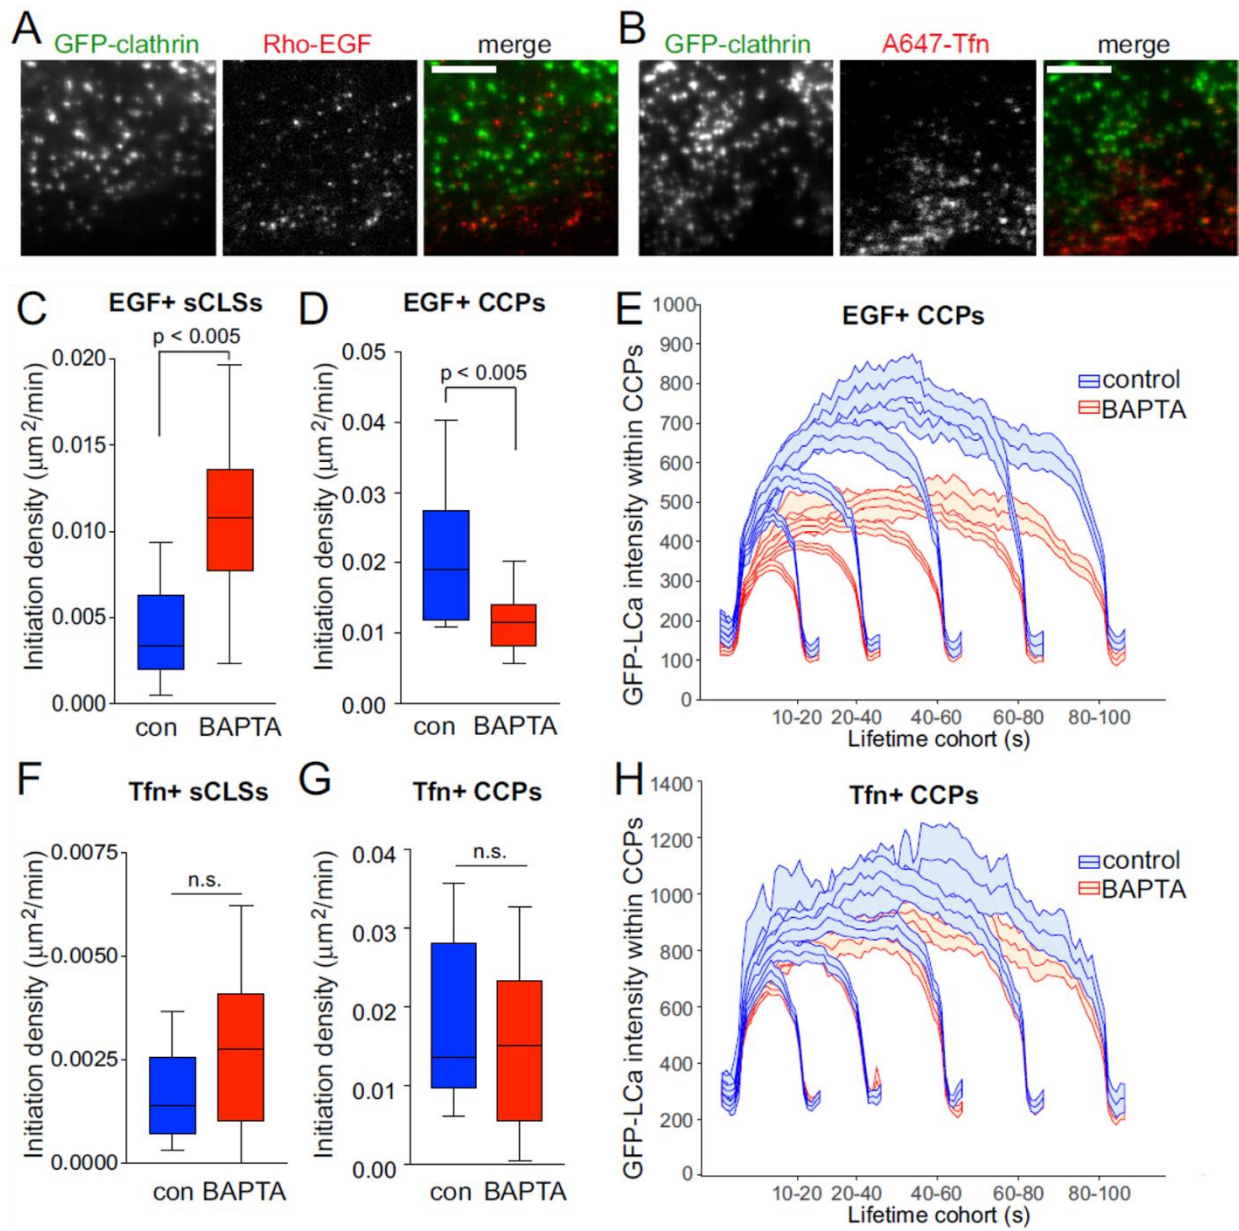 A
GFP-clathrin Rho-EGF merge
B
GFP-clathrin A647-Tfn merge
C
EGF+ sCLSs
p < 0.005
Initiation density (μm²/min)
0.020
0.015
0.010
0.005
0.000
con BAPTA
D
EGF+ CCPs
p < 0.005
Initiation density (μm²/min)
0.05
0.04
0.03
0.02
0.01
0.00
con BAPTA
E
EGF+ CCPs
GFP-LCa intensity within CCPs
1000
900
800
700
600
500
400
300
200
100
0
control
BAPTA
10-20 20-40 40-60 60-80 80-100
Lifetime cohort (s)
F
Tfn+ sCLSs
n.s.
Initiation density (μm²/min)
0.0075
0.0050
0.0025
0.0000
con BAPTA
G
Tfn+ CCPs
n.s.
Initiation density (μm²/min)
0.04
0.03
0.02
0.01
0.00
con BAPTA
H
Tfn+ CCPs
GFP-LCa intensity within CCPs
1400
1200
1000
800
600
400
200
0
control
BAPTA
10-20 20-40 40-60 60-80 80-100
Lifetime cohort (s)